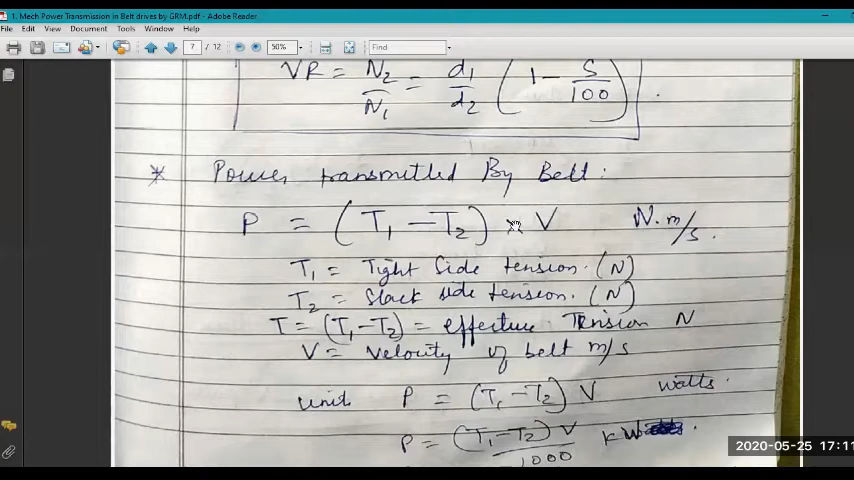 1. Mech Power Transmission in Belt drives by GRM.pdf - Adobe Reader
File Edit View Document Tools Window Help
7 / 12 50% Find
VR = N₂/N₁ = d₁/d₂ (1 - S/100).
* Power transmitted By Belt:
P = (T₁ - T₂) × V N.m/s.
T₁ = Tight Side tension. (N)
T₂ = Slack side tension. (N)
T = (T₁ - T₂) = effective Tension N
V = Velocity of belt m/s
unit P = (T₁ - T₂) V watts.
P = (T₁ - T₂) V / 1000 kW.
2020-05-25 17:11